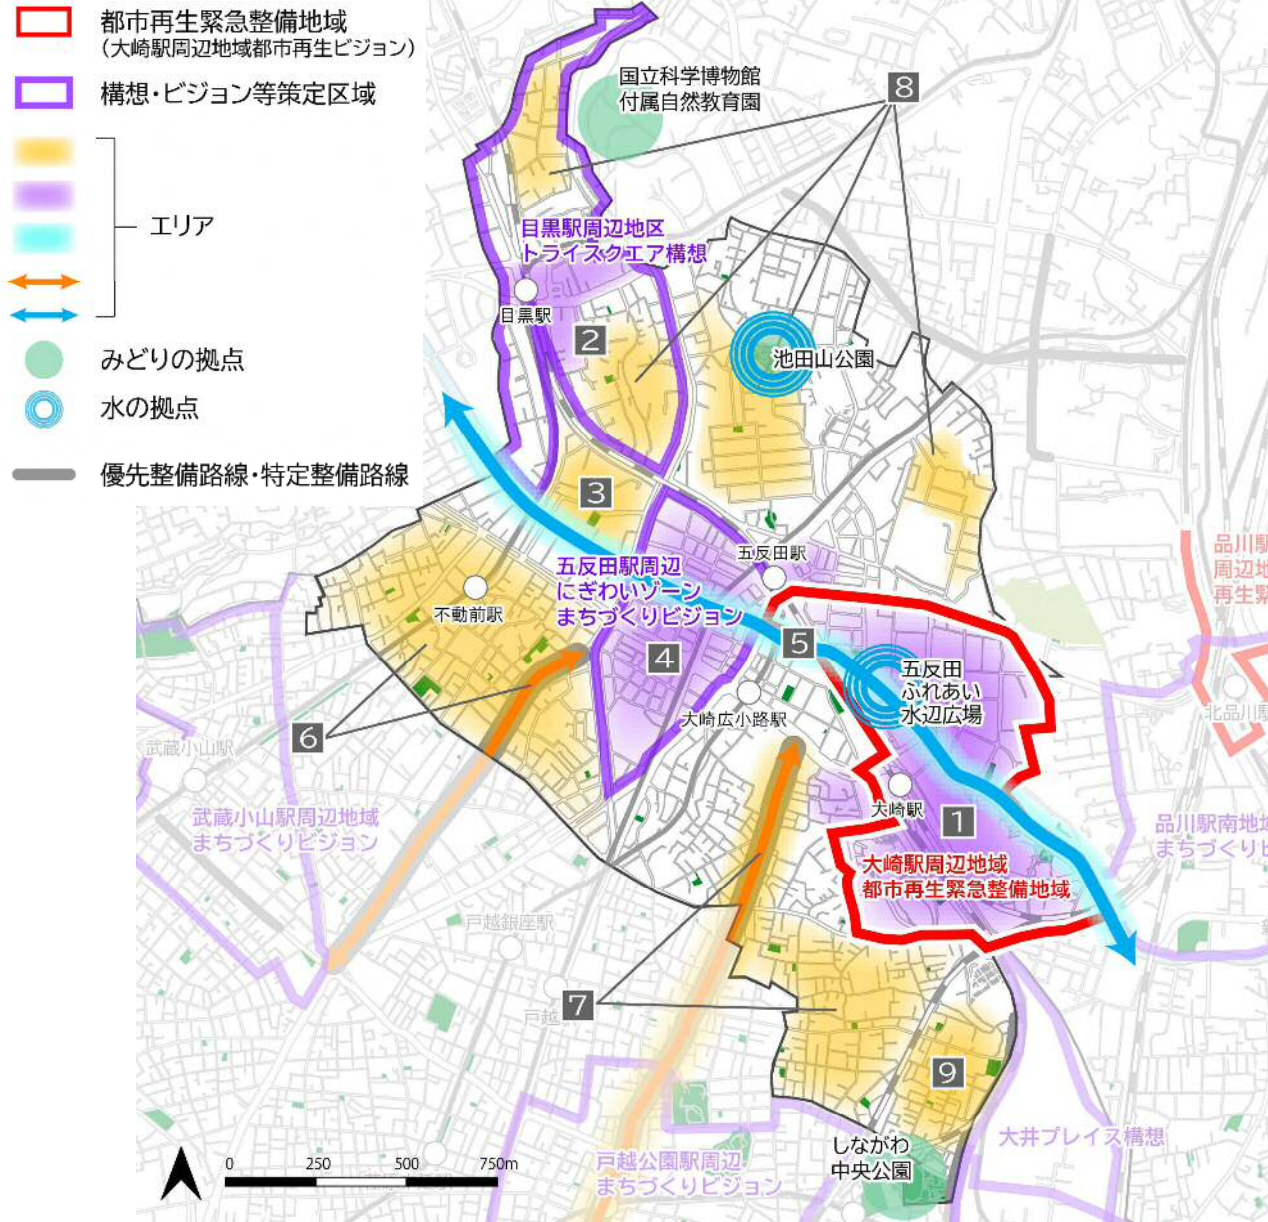 都市再生緊急整備地域
(大崎駅周辺地域都市再生ビジョン)
構想・ビジョン等策定区域
エリア
みどりの拠点
水の拠点
優先整備路線・特定整備路線
国立科学博物館
付属自然教育園
8
目黒駅周辺地区
トライスクエア構想
目黒駅
2
池田山公園
3
五反田駅
五反田駅周辺
にぎわいゾーン
まちづくりビジョン
不動前駅
品川駅
周辺地
再生緊
4
5
五反田
ふれあい
水辺広場
大崎広小路駅
北品川駅
6
武蔵小山駅
大崎駅
1
武蔵小山駅周辺地域
まちづくりビジョン
品川駅南地域
まちづくりビ
大崎駅周辺地域
都市再生緊急整備地域
戸越銀座駅
7
戸越
9
しながわ
中央公園
大井プレイス構想
戸越公園駅周辺
まちづくりビジョン
0 250 500 750m